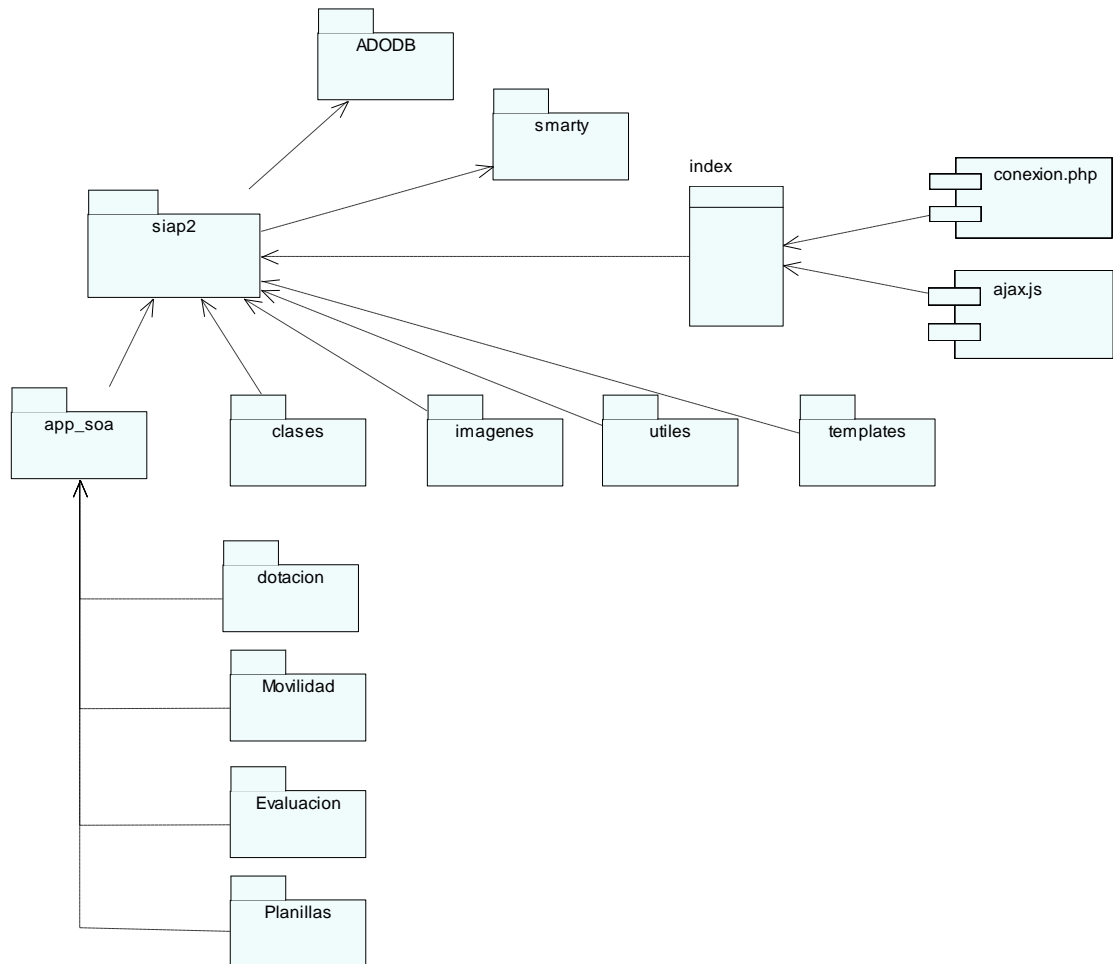 ADODB
smarty
index
conexion.php
siap2
ajax.js
app_soa
clases
imagenes
utiles
templates
dotacion
Movilidad
Evaluacion
Planillas